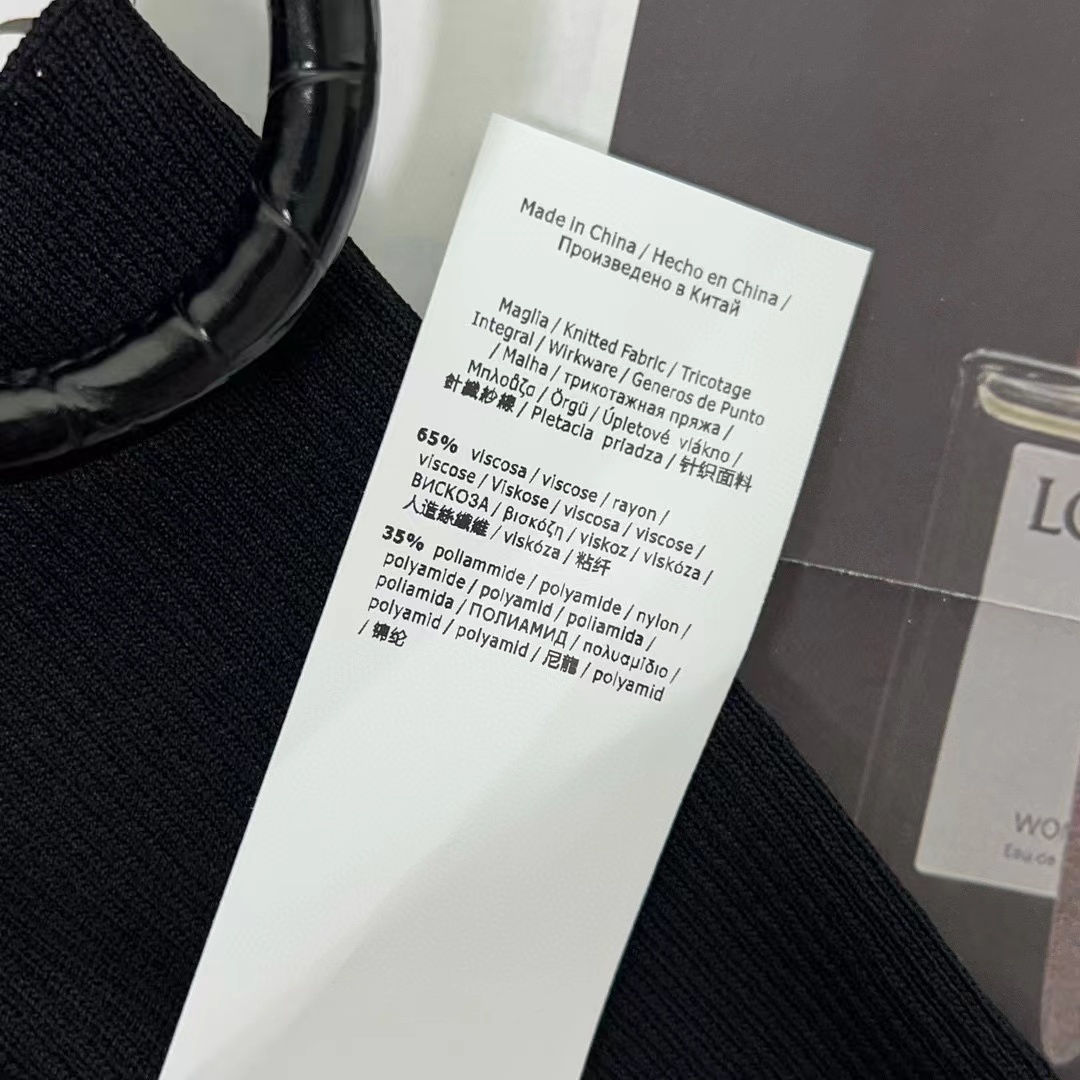 Made in China / Hecho en China /
Произведено в Китай
Maglia / Knitted Fabric / Tricotage
Integral / Wirkware / Generos de Punto
/ Malha / трикотажная пряжа /
Μπλούζα / Örgü / Úpletové vlákno /
針織紗線 / Pletacia priadza / 针织面料
65% viscosa / viscose / rayon /
viscose / Viskose / viscosa / viscose /
ВИСКОЗА / βισκόζη / viskoz / viskóza /
人造絲纖維 / viskóza / 粘纤
35% poliammide / polyamide / nylon /
polyamide / polyamid / poliamida /
poliamida / ПОЛИАМИД / πολυαμίδιο /
polyamid / polyamid / 尼龍 / polyamid
/ 锦纶
LO
WO
Eau de